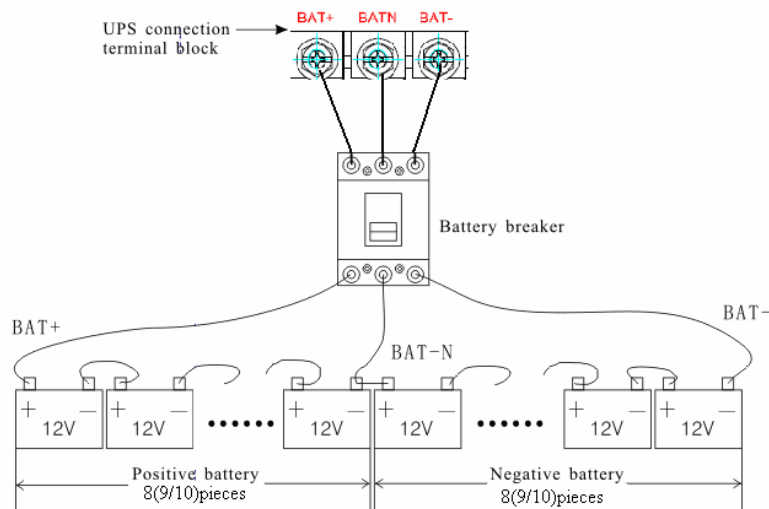 UPS connection
terminal block
BAT+ BATN BAT-
Battery breaker
BAT+
BAT-
BAT-N
+ - 12V
+ - 12V
+ - 12V
+ - 12V
+ - 12V
+ - 12V
Positive battery
8(9/10)pieces
Negative battery
8(9/10)pieces